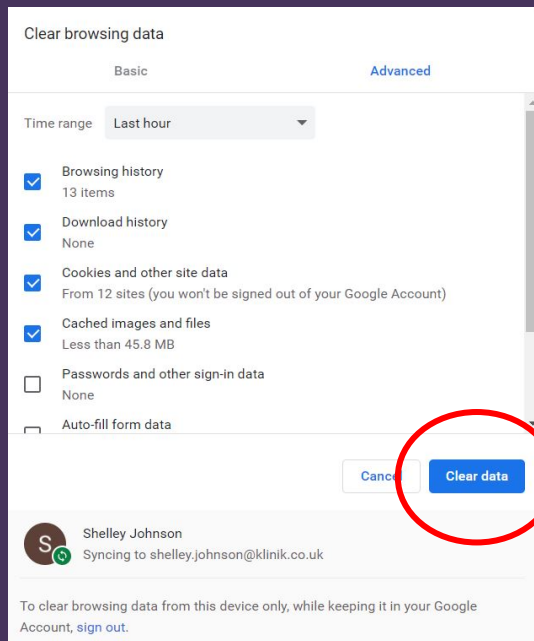 Clear browsing data
Basic Advanced
Time range Last hour
Browsing history
13 items
Download history
None
Cookies and other site data
From 12 sites (you won't be signed out of your Google Account)
Cached images and files
Less than 45.8 MB
Passwords and other sign-in data
None
Auto-fill form data
Cancel Clear data
S
Shelley Johnson
Syncing to shelley.johnson@klinik.co.uk
To clear browsing data from this device only, while keeping it in your Google
Account, sign out.